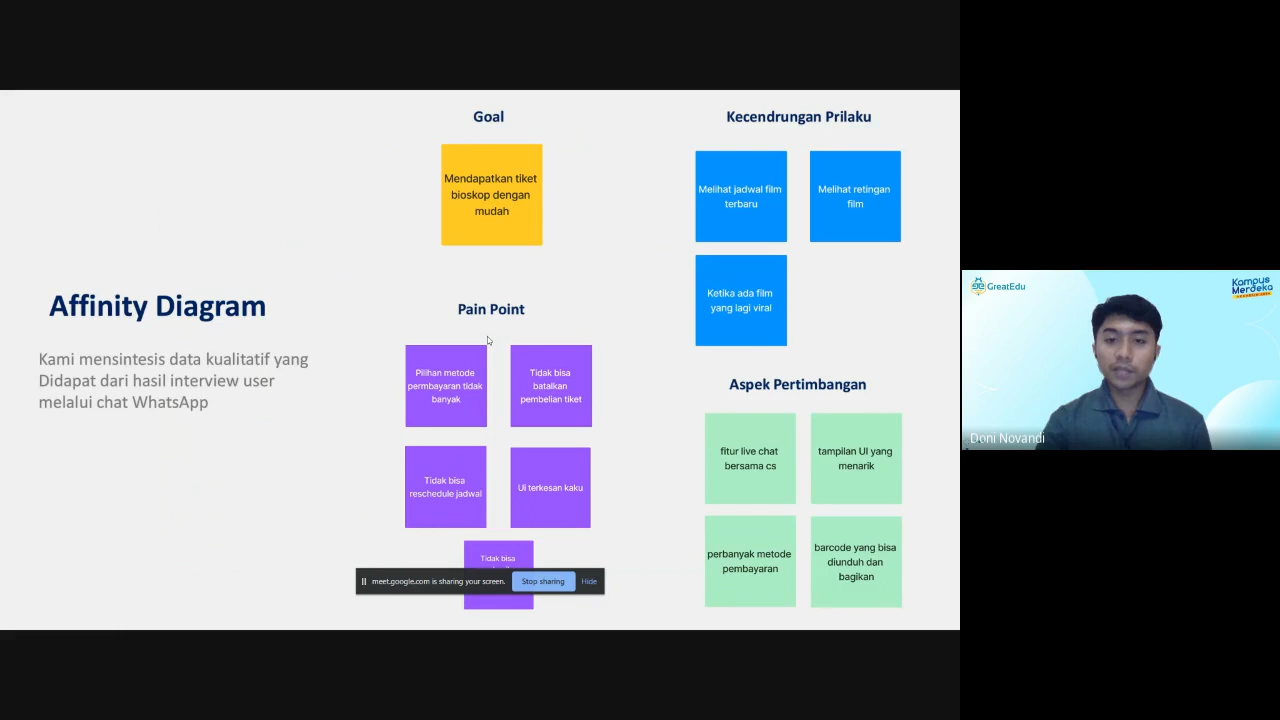 Affinity Diagram
Kami mensintesis data kualitatif yang
Didapat dari hasil interview user
melalui chat WhatsApp
Goal
Mendapatkan tiket
bioskop dengan
mudah
Pain Point
Pilihan metode
permbayaran tidak
banyak
Tidak bisa
batalkan
pembelian tiket
Tidak bisa
reschedule jadwal
Ui terkesan kaku
Tidak bisa
meet.google.com is sharing your screen.
Stop sharing
Hide
Kecendrungan Prilaku
Melihat jadwal film
terbaru
Melihat retingan
film
Ketika ada film
yang lagi viral
Aspek Pertimbangan
fitur live chat
bersama cs
tampilan UI yang
menarik
perbanyak metode
pembayaran
barcode yang bisa
diunduh dan
bagikan
GreatEdu
Kampus
Merdeka
Doni Novandi